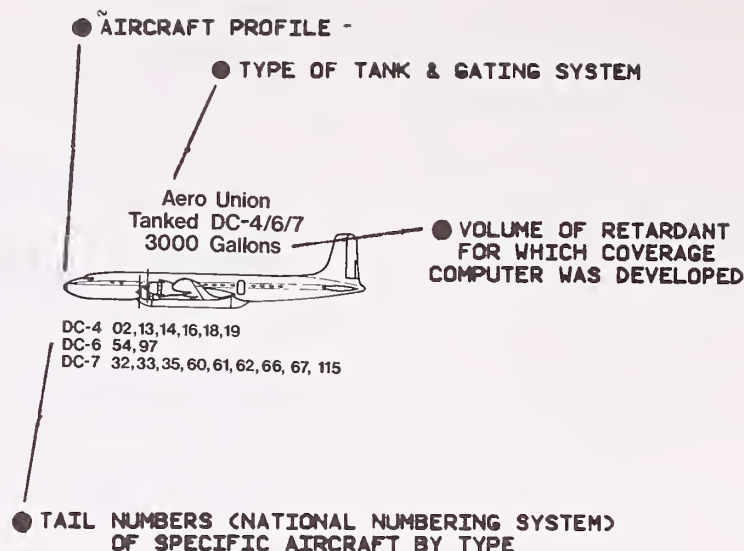 AIRCRAFT PROFILE -
TYPE OF TANK & GATING SYSTEM
Aero Union
Tanked DC-4/6/7
3000 Gallons
VOLUME OF RETARDANT
FOR WHICH COVERAGE
COMPUTER WAS DEVELOPED
DC-4 02,13,14,16,18,19
DC-6 54,97
DC-7 32,33,35,60,61,62,66, 67, 115
TAIL NUMBERS (NATIONAL NUMBERING SYSTEM)
OF SPECIFIC AIRCRAFT BY TYPE